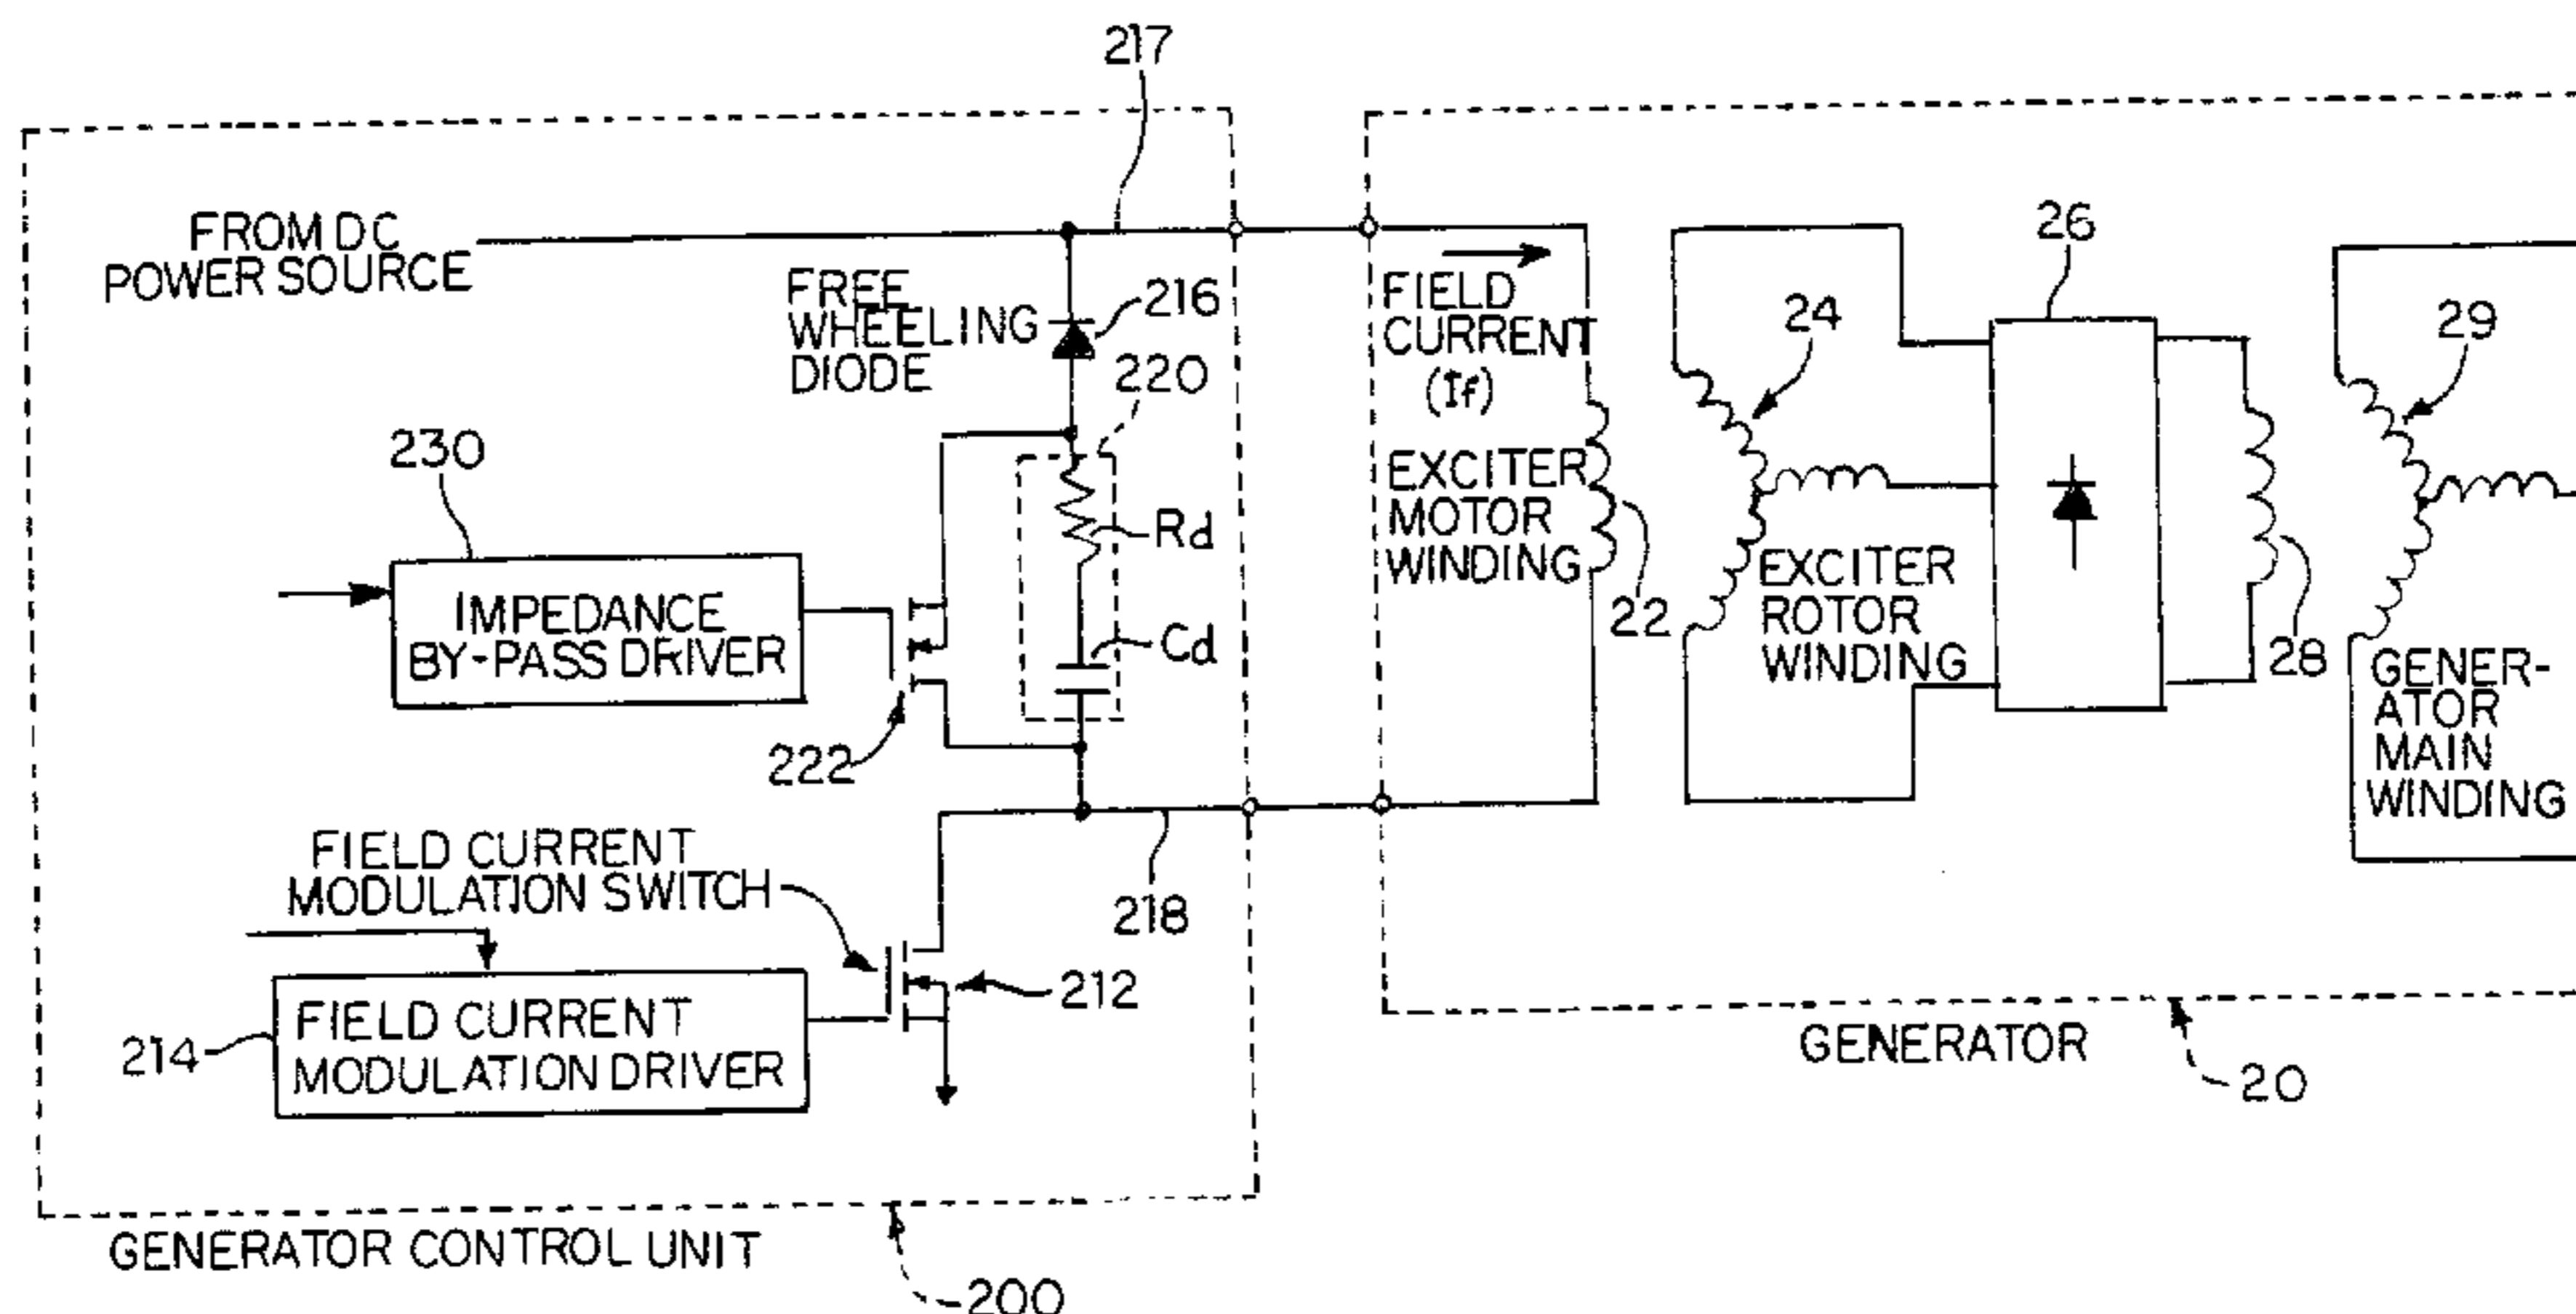 217
FROM DC
POWER SOURCE
FREE
WHEELING
DIODE
216
220
230
IMPEDANCE
BY-PASS DRIVER
Rd
Cd
222
FIELD CURRENT
MODULATION SWITCH
218
212
214
FIELD CURRENT
MODULATION DRIVER
GENERATOR CONTROL UNIT
200
FIELD
CURRENT
(If)
EXCITER
MOTOR
WINDING
22
24
EXCITER
ROTOR
WINDING
26
28
29
GENER-
ATOR
MAIN
WINDING
GENERATOR
20